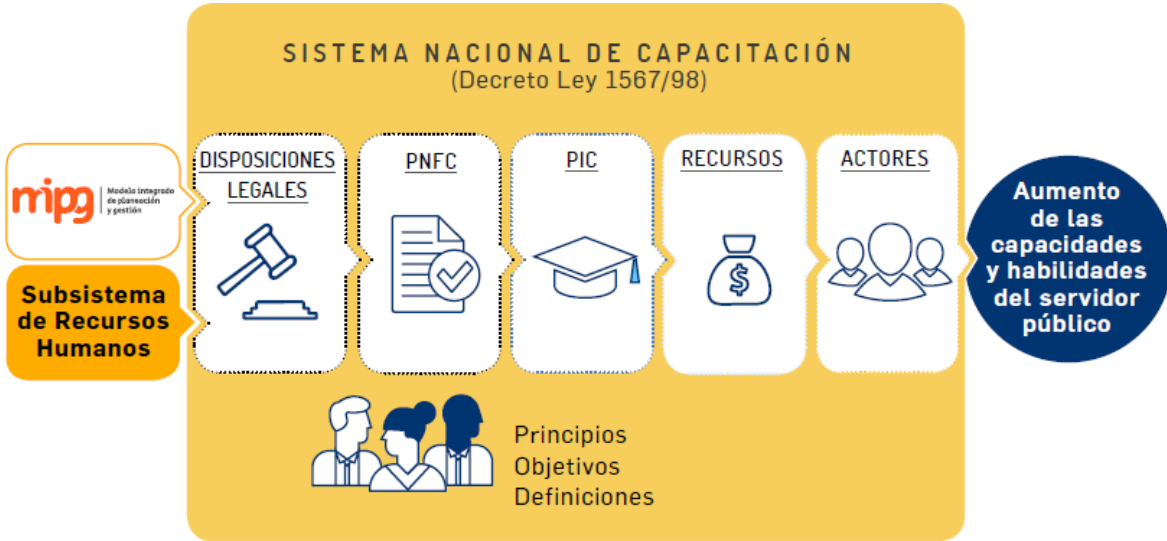 SISTEMA NACIONAL DE CAPACITACIÓN
(Decreto Ley 1567/98)
mipg
Modelo integrado
de planeación
y gestión
Subsistema
de Recursos
Humanos
DISPOSICIONES
LEGALES
PNFC
PIC
RECURSOS
$
ACTORES
Aumento
de las
capacidades
y habilidades
del servidor
público
Principios
Objetivos
Definiciones